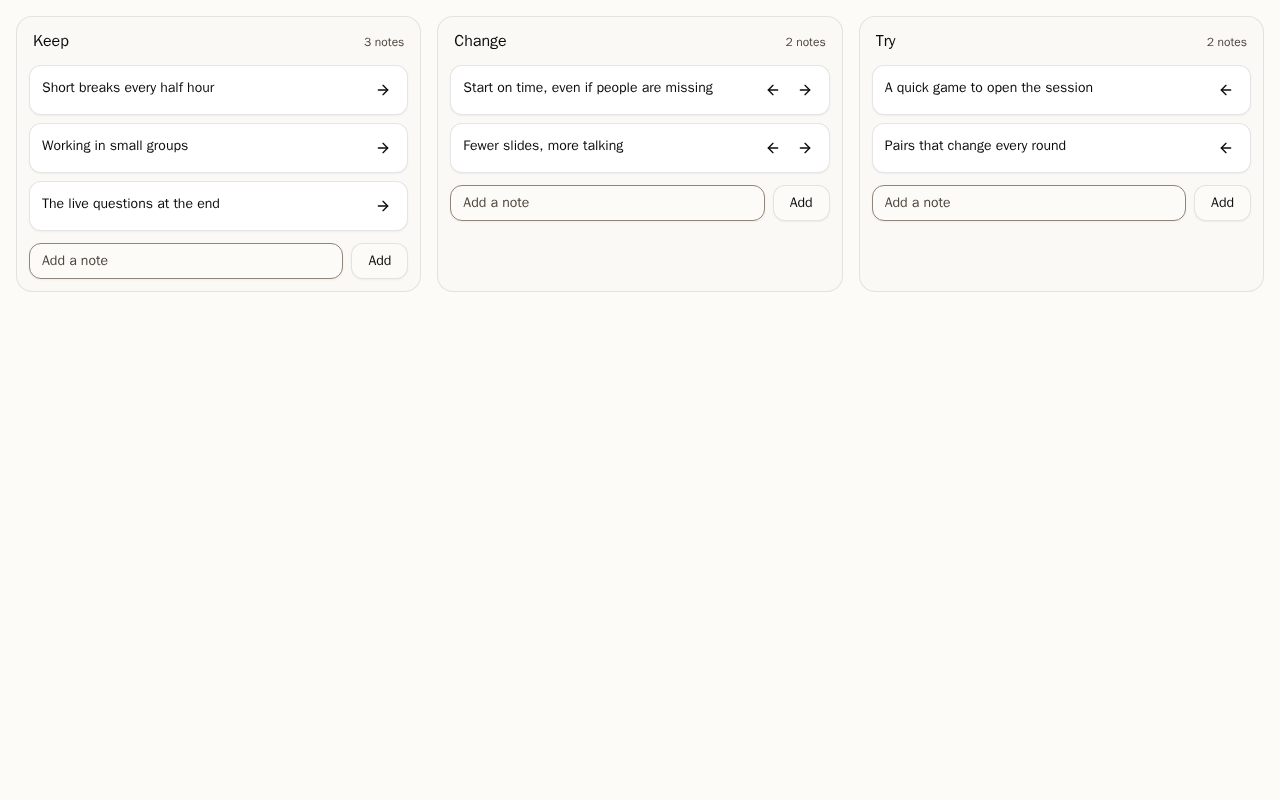 Keep
3 notes
Short breaks every half hour
Working in small groups
The live questions at the end
Add a note
Add
Change
2 notes
Start on time, even if people are missing
Fewer slides, more talking
Add a note
Add
Try
2 notes
A quick game to open the session
Pairs that change every round
Add a note
Add